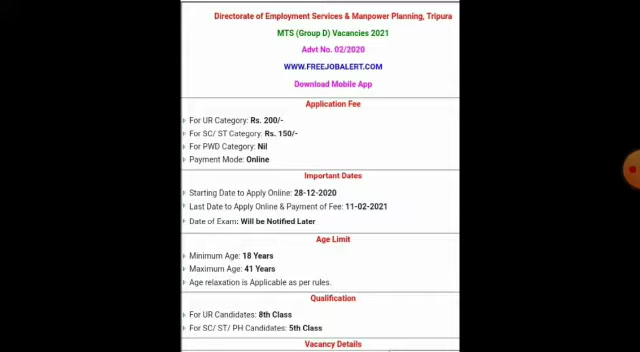 Directorate of Employment Services & Manpower Planning, Tripura
MTS (Group D) Vacancies 2021
Advt No. 02/2020
WWW.FREEJOBALERT.COM
Download Mobile App
Application Fee
For UR Category: Rs. 200/-
For SC/ ST Category: Rs. 150/-
For PWD Category: Nil
Payment Mode: Online
Important Dates
Starting Date to Apply Online: 28-12-2020
Last Date to Apply Online & Payment of Fee: 11-02-2021
Date of Exam: Will be Notified Later
Age Limit
Minimum Age: 18 Years
Maximum Age: 41 Years
Age relaxation is Applicable as per rules.
Qualification
For UR Candidates: 8th Class
For SC/ ST/ PH Candidates: 5th Class
Vacancy Details